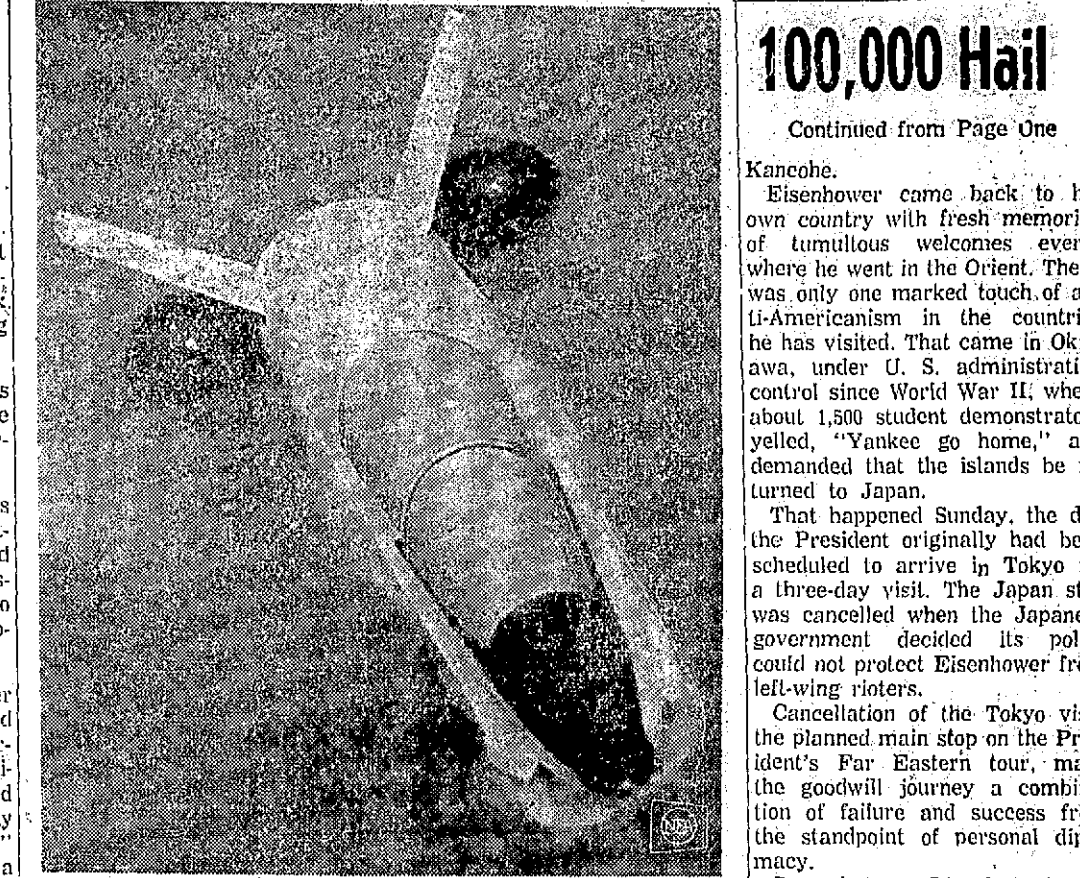 100,000 Hail
Continued from Page One
Kaneohe.
Eisenhower came back to h
own country with fresh memori
of tumultous welcomes ever
where he went in the Orient. The
was only one marked touch of a
ti-Americanism in the countri
he has visited. That came in Ok
awa, under U. S. administrati
control since World War II, whe
about 1,500 student demonstrato
yelled, "Yankee go home," a
demanded that the islands be
turned to Japan.
That happened Sunday, the d
the President originally had be
scheduled to arrive in Tokyo
a three-day visit. The Japan st
was cancelled when the Japane
government decided its pol
could not protect Eisenhower fr
left-wing rioters.
Cancellation of the Tokyo vis
the planned main stop on the Pr
ident's Far Eastern tour, ma
the goodwill journey a combi
tion of failure and success fr
the standpoint of personal dip
macy.